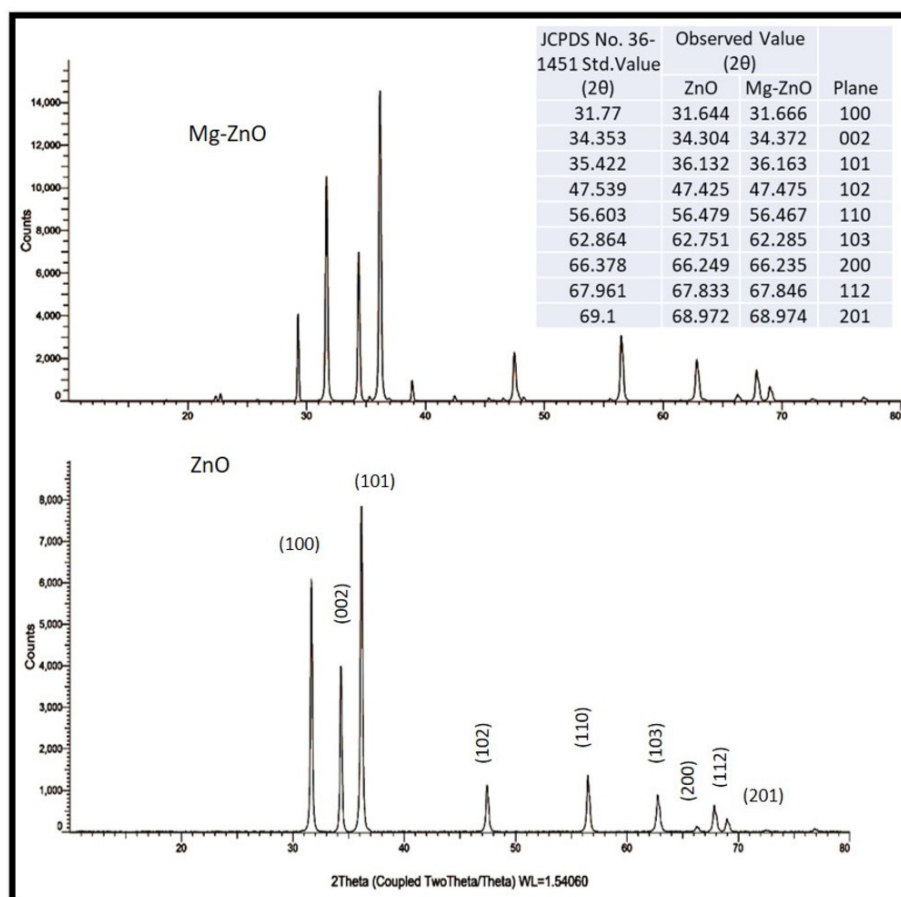 JCPDS No. 36-
1451 Std.Value
(2θ)
Observed Value
(2θ)
ZnO Mg-ZnO Plane
31.77 31.644 31.666 100
34.353 34.304 34.372 002
35.422 36.132 36.163 101
47.539 47.425 47.475 102
56.603 56.479 56.467 110
62.864 62.751 62.285 103
66.378 66.249 66.235 200
67.961 67.833 67.846 112
69.1 68.972 68.974 201
Mg-ZnO
Counts
14,000
12,000
10,000
8,000
6,000
4,000
2,000
0
20 30 40 50 60 70 80
ZnO
Counts
8,000
7,000
6,000
5,000
4,000
3,000
2,000
1,000
0
(100)
(002)
(101)
(102)
(110)
(103)
(200)
(112)
(201)
20 30 40 50 60 70 80
2Theta (Coupled TwoTheta/Theta) WL=1.54060